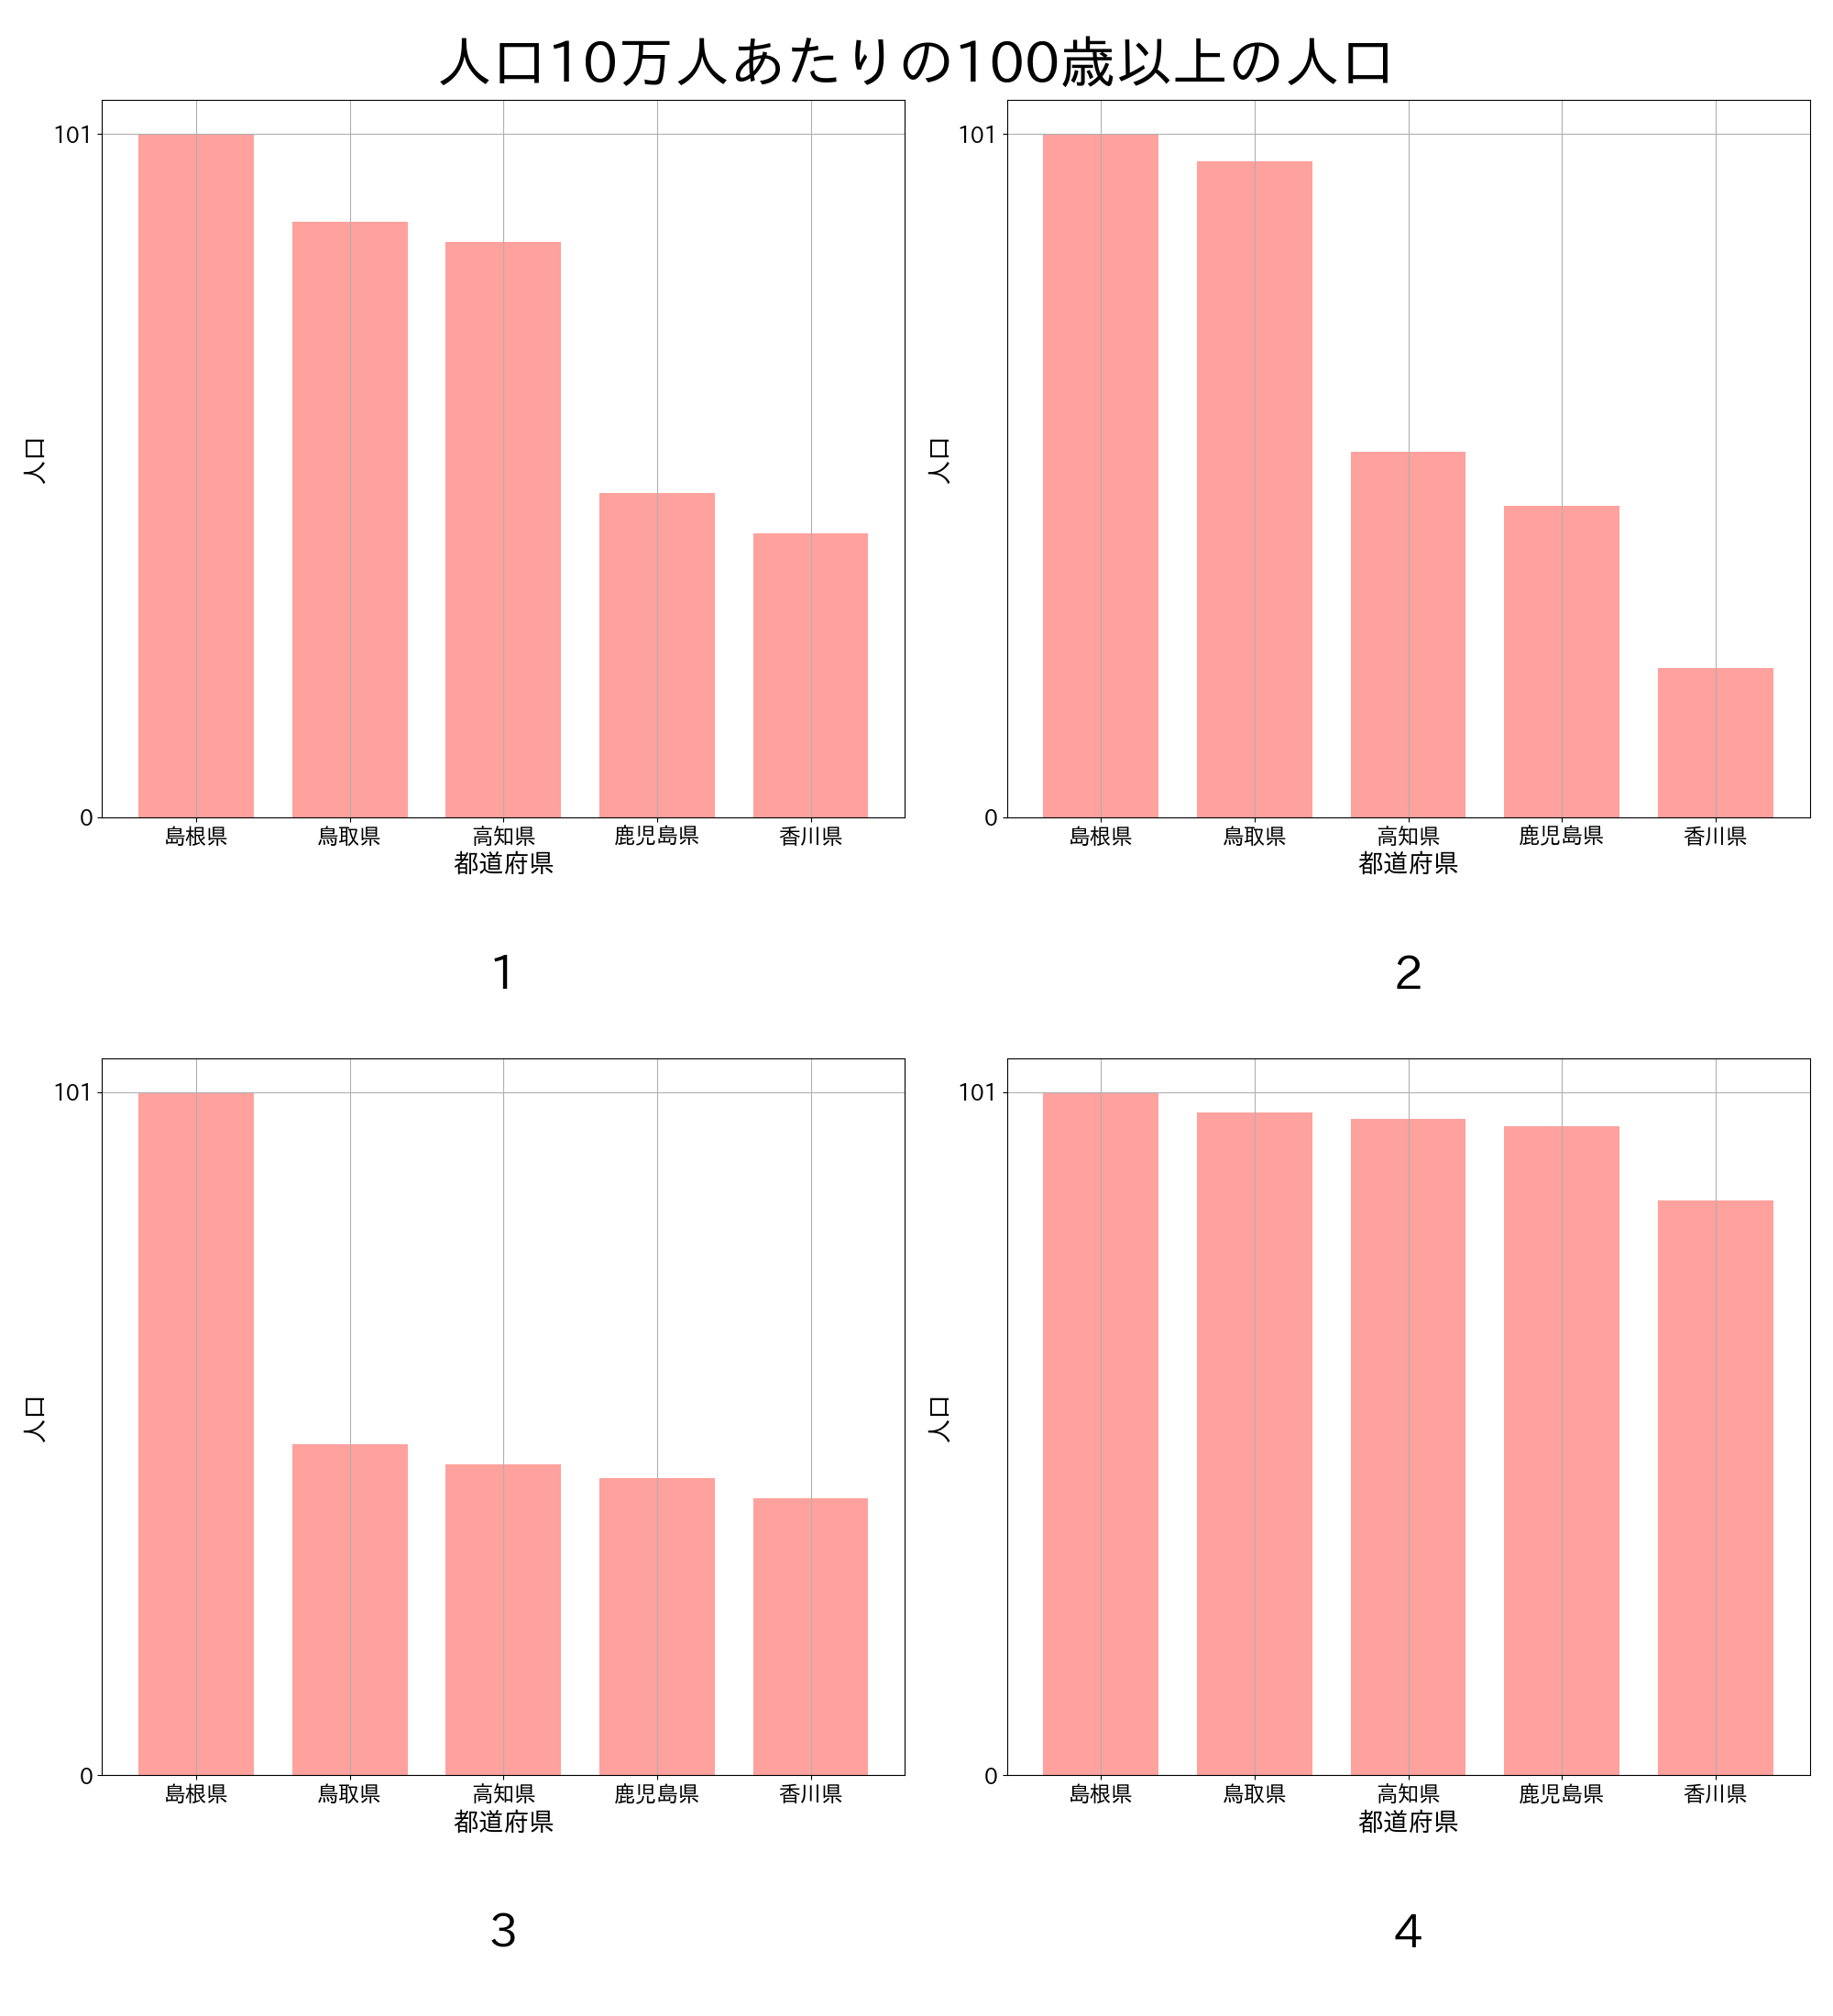 人口10万人あたりの100歳以上の人口
101
0
人口
島根県 鳥取県 高知県 鹿児島県 香川県
都道府県
1
101
0
人口
島根県 鳥取県 高知県 鹿児島県 香川県
都道府県
2
101
0
人口
島根県 鳥取県 高知県 鹿児島県 香川県
都道府県
3
101
0
人口
島根県 鳥取県 高知県 鹿児島県 香川県
都道府県
4